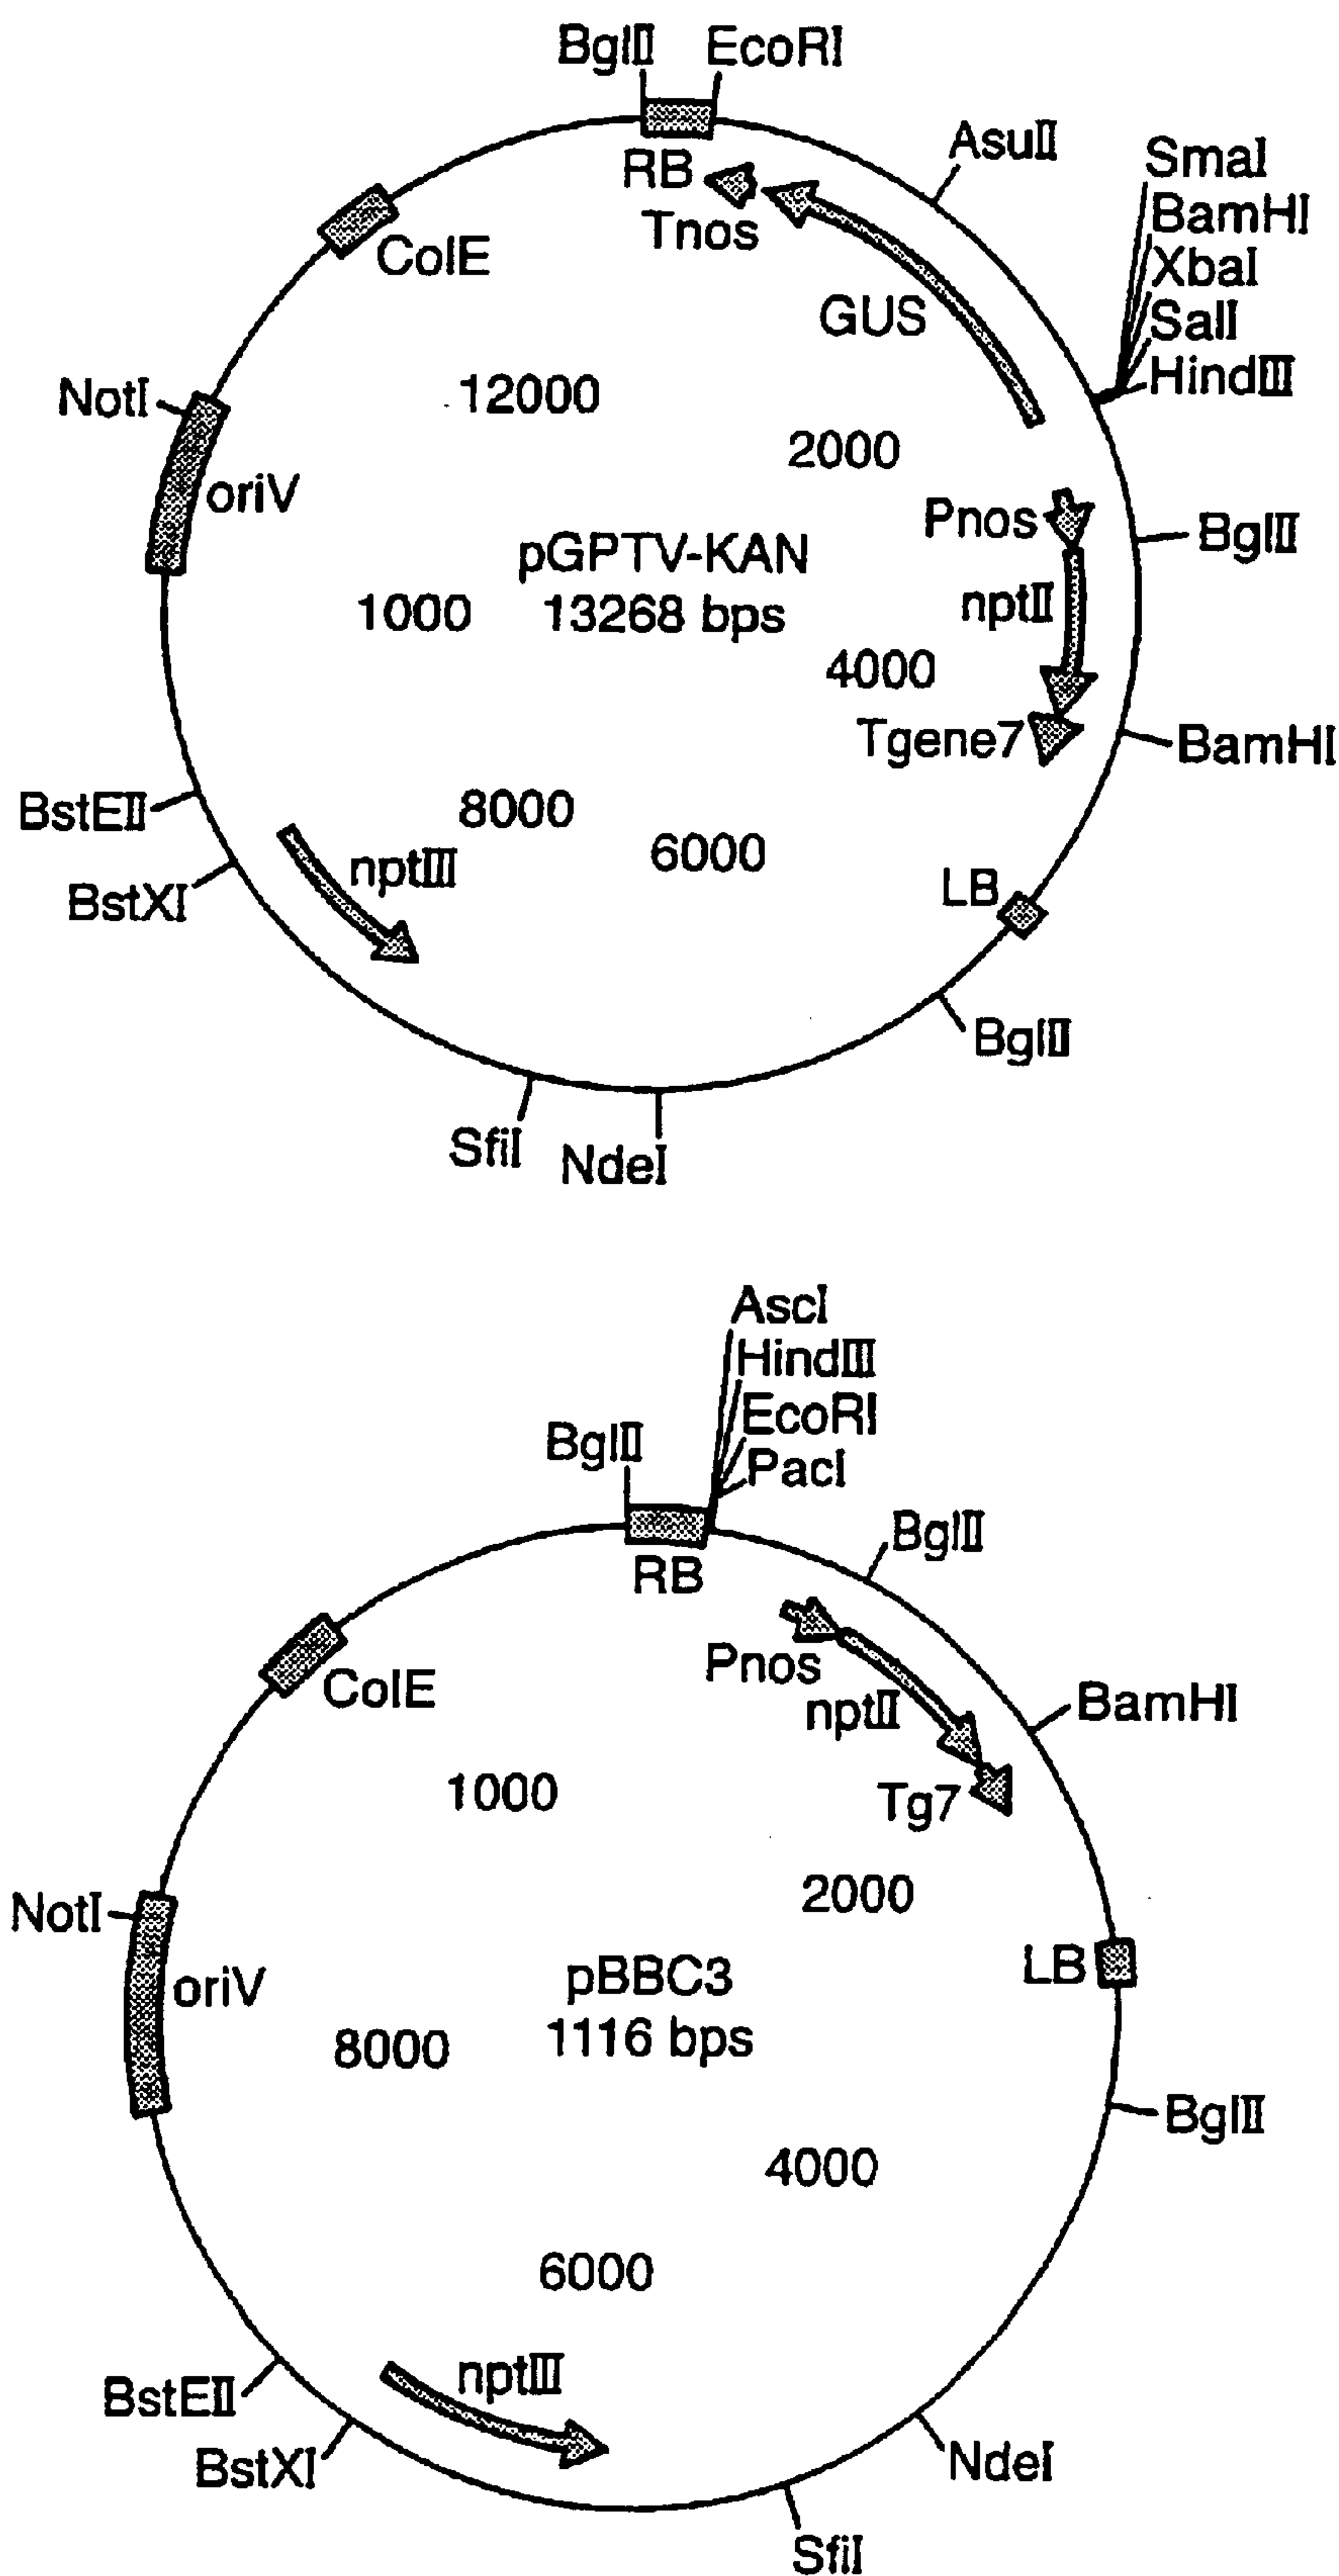 BglII EcoRI
AsuII
SmaI
BamHI
XbaI
SalI
HindIII
RB
Tnos
ColE
GUS
NotI
12000
2000
oriV
Pnos
BglII
pGPTV-KAN
13268 bps
1000
nptII
4000
Tgene7
BamHI
BstEII
8000
6000
nptIII
BstXI
LB
BglII
SfiI NdeI
AscI
HindIII
EcoRI
PacI
BglII
BglII
RB
Pnos
ColE
nptII
BamHI
1000
Tg7
2000
NotI
oriV
LB
pBBC3
1116 bps
8000
BglII
4000
6000
nptIII
BstEII
BstXI
NdeI
SfiI